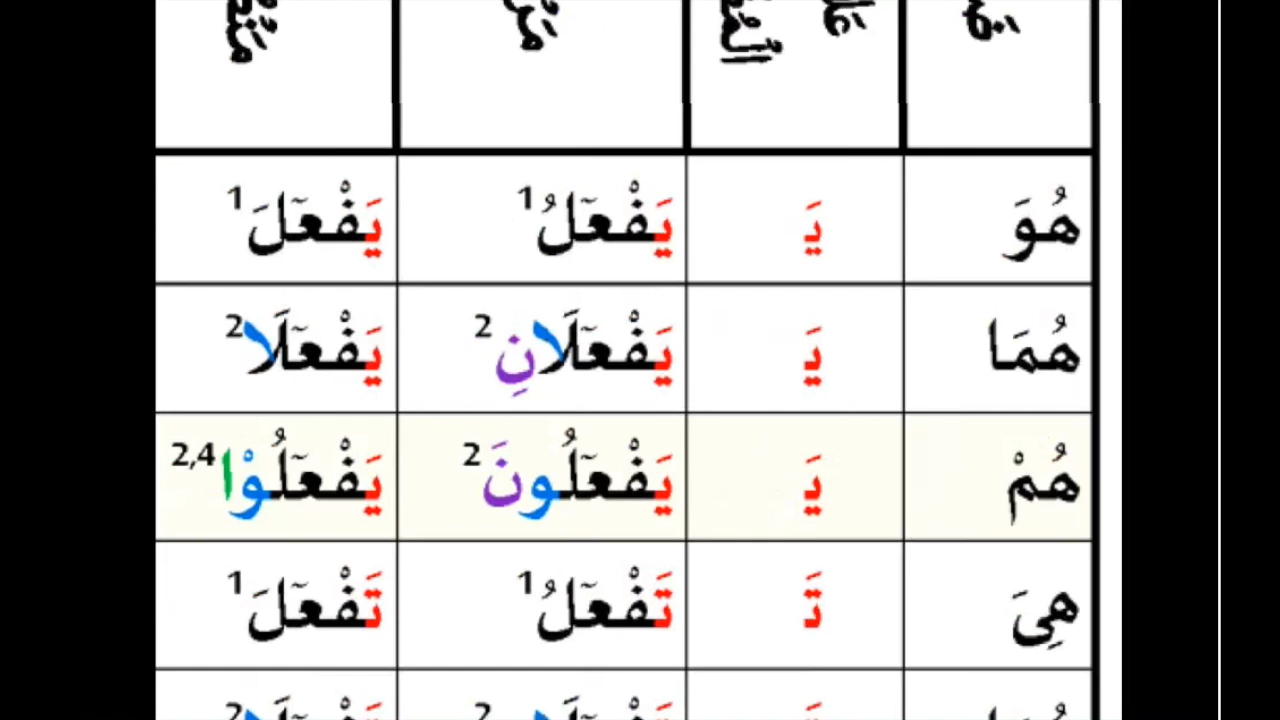 هُوَ يَ يَفْعَلُ 1 يَفْعَلَ 1
هُمَا يَ يَفْعَلَانِ 2 يَفْعَلَا 2
هُمْ يَ يَفْعَلُونَ 2 يَفْعَلُوْا 2,4
هِىَ تَ تَفْعَلُ 1 تَفْعَلَ 1